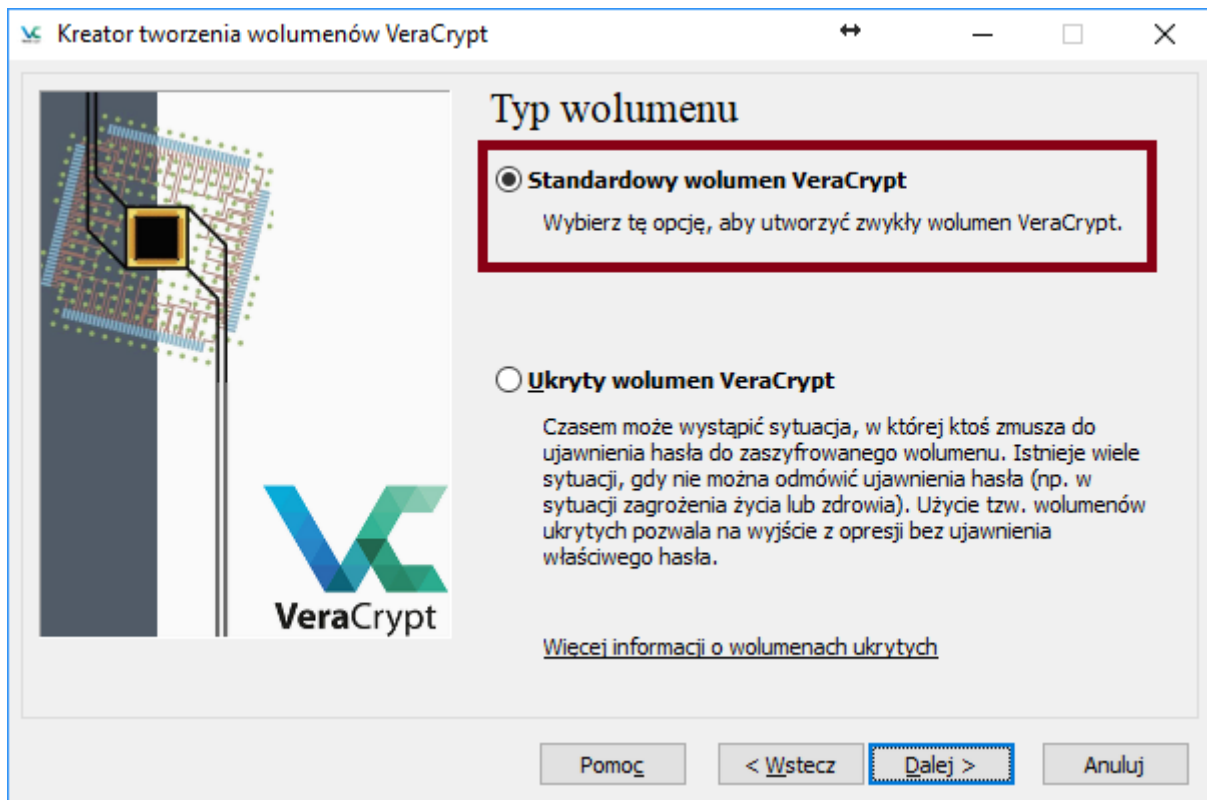 Kreator tworzenia wolumenów VeraCrypt
Typ wolumenu
Standardowy wolumen VeraCrypt
Wybierz tę opcję, aby utworzyć zwykły wolumen VeraCrypt.
Ukryty wolumen VeraCrypt
Czasem może wystąpić sytuacja, w której ktoś zmusza do
ujawnienia hasła do zaszyfrowanego wolumenu. Istnieje wiele
sytuacji, gdy nie można odmówić ujawnienia hasła (np. w
sytuacji zagrożenia życia lub zdrowia). Użycie tzw. wolumenów
ukrytych pozwala na wyjście z opresji bez ujawnienia
właściwego hasła.
VeraCrypt
Więcej informacji o wolumenach ukrytych
Pomoc
< Wstecz
Dalej >
Anuluj